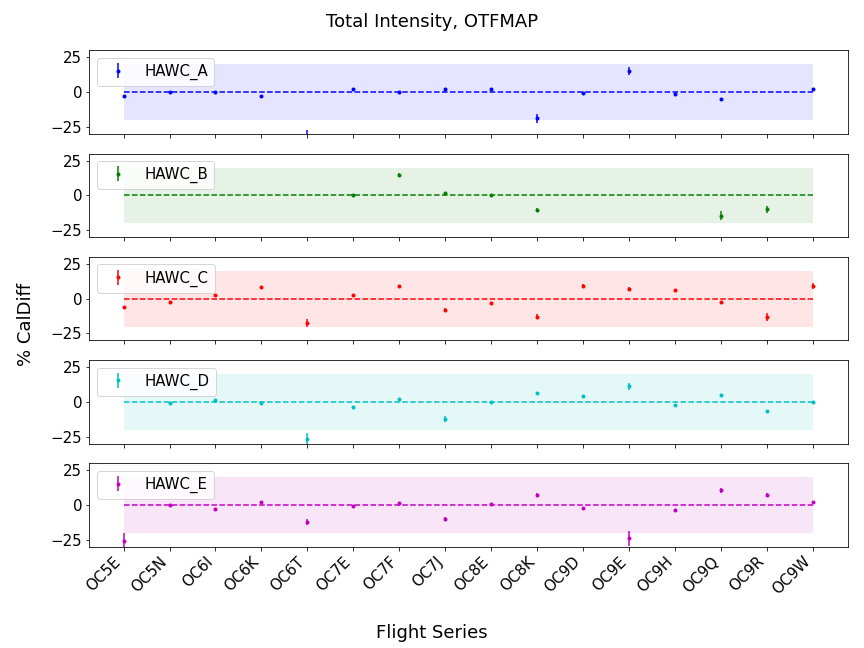 Total Intensity, OTFMAP
25
0
−25
HAWC_A
25
0
−25
HAWC_B
25
0
−25
HAWC_C
25
0
−25
HAWC_D
25
0
−25
HAWC_E
% CalDiff
OC5E OC5N OC6I OC6K OC6T OC7E OC7F OC7J OC8E OC8K OC9D OC9E OC9H OC9Q OC9R OC9W
Flight Series